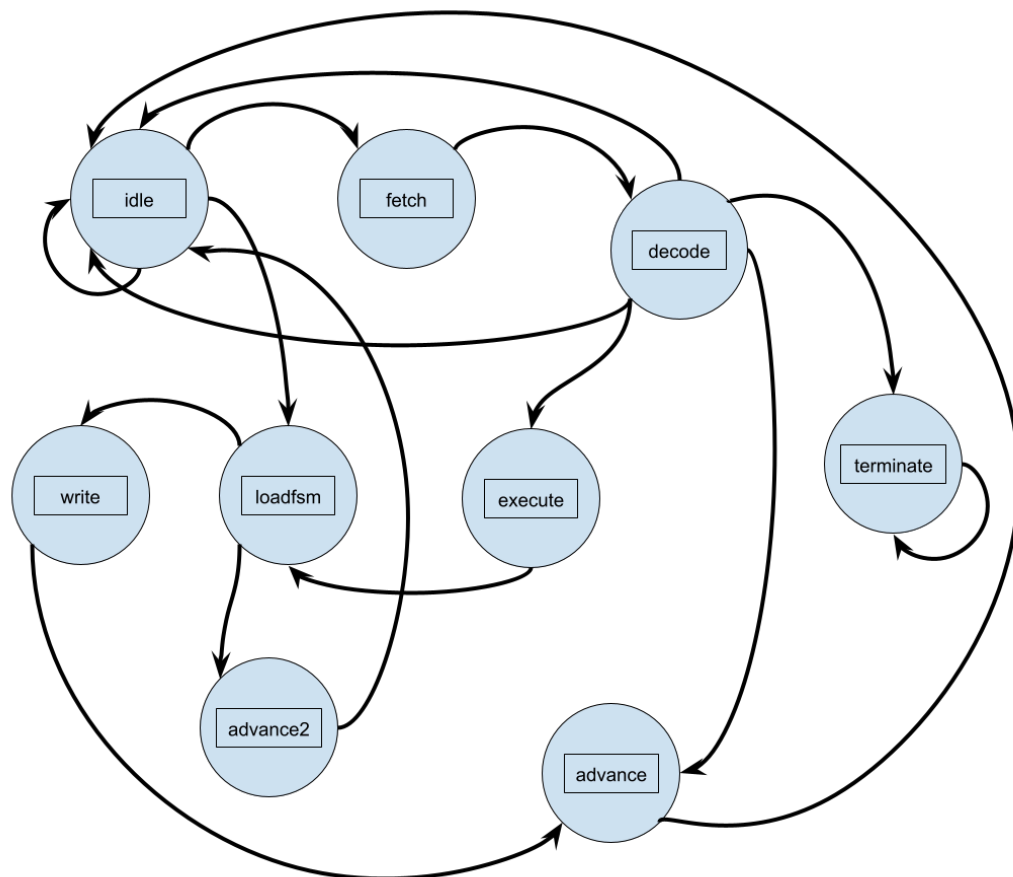 idle
fetch
decode
write
loadfsm
execute
terminate
advance2
advance